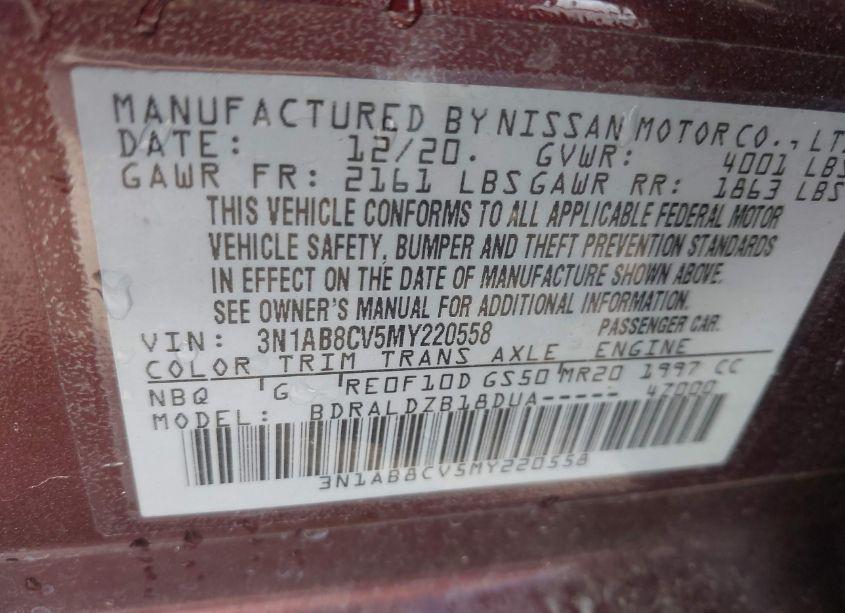 MANUFACTURED BY NISSAN MOTOR CO., LT
DATE: 12/20. GVWR: 4001 LBS
GAWR FR: 2161 LBS GAWR RR: 1863 LBS
THIS VEHICLE CONFORMS TO ALL APPLICABLE FEDERAL MOTOR
VEHICLE SAFETY, BUMPER AND THEFT PREVENTION STANDARDS
IN EFFECT ON THE DATE OF MANUFACTURE SHOWN ABOVE.
SEE OWNER'S MANUAL FOR ADDITIONAL INFORMATION.
VIN: 3N1AB8CV5MY220558 PASSENGER CAR.
COLOR TRIM TRANS AXLE ENGINE
NBQ G RE0F10D GS50 MR20 1997 CC
MODEL: BDRALDZB18DUA----- 47000
3N1AB8CV5MY220558